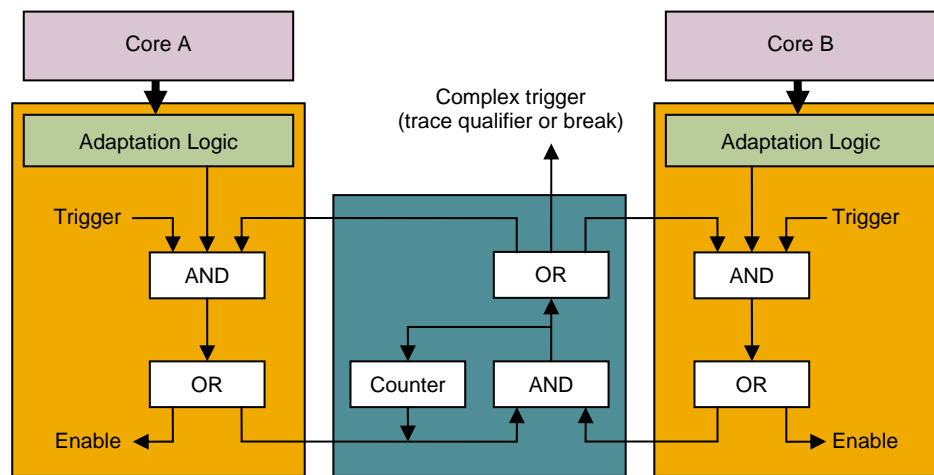 Core A
Core B
Complex trigger
(trace qualifier or break)
Adaptation Logic
Adaptation Logic
Trigger
Trigger
AND
OR
AND
OR
Counter
AND
OR
Enable
Enable